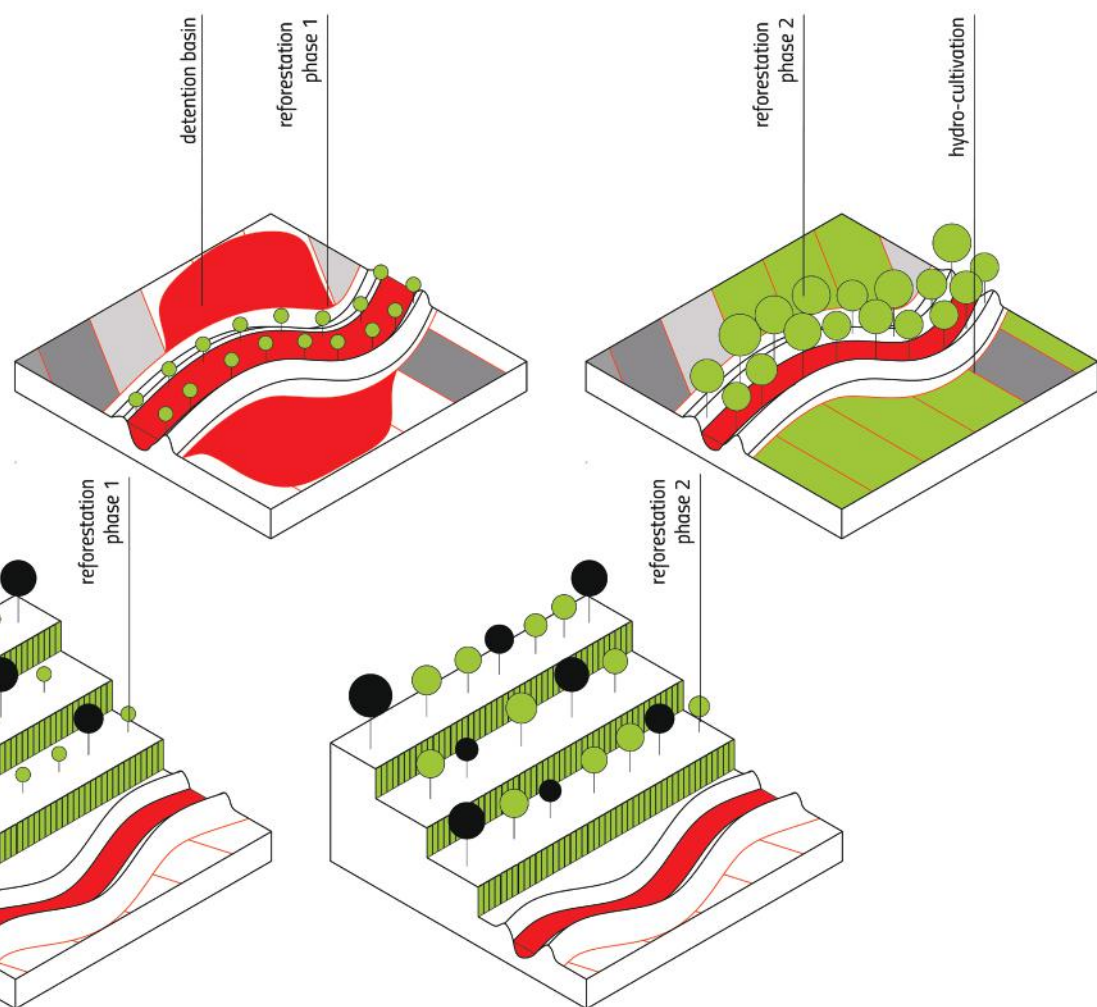 detention basin
reforestation
phase 1
reforestation
phase 2
hydro-cultivation
reforestation
phase 1
reforestation
phase 2